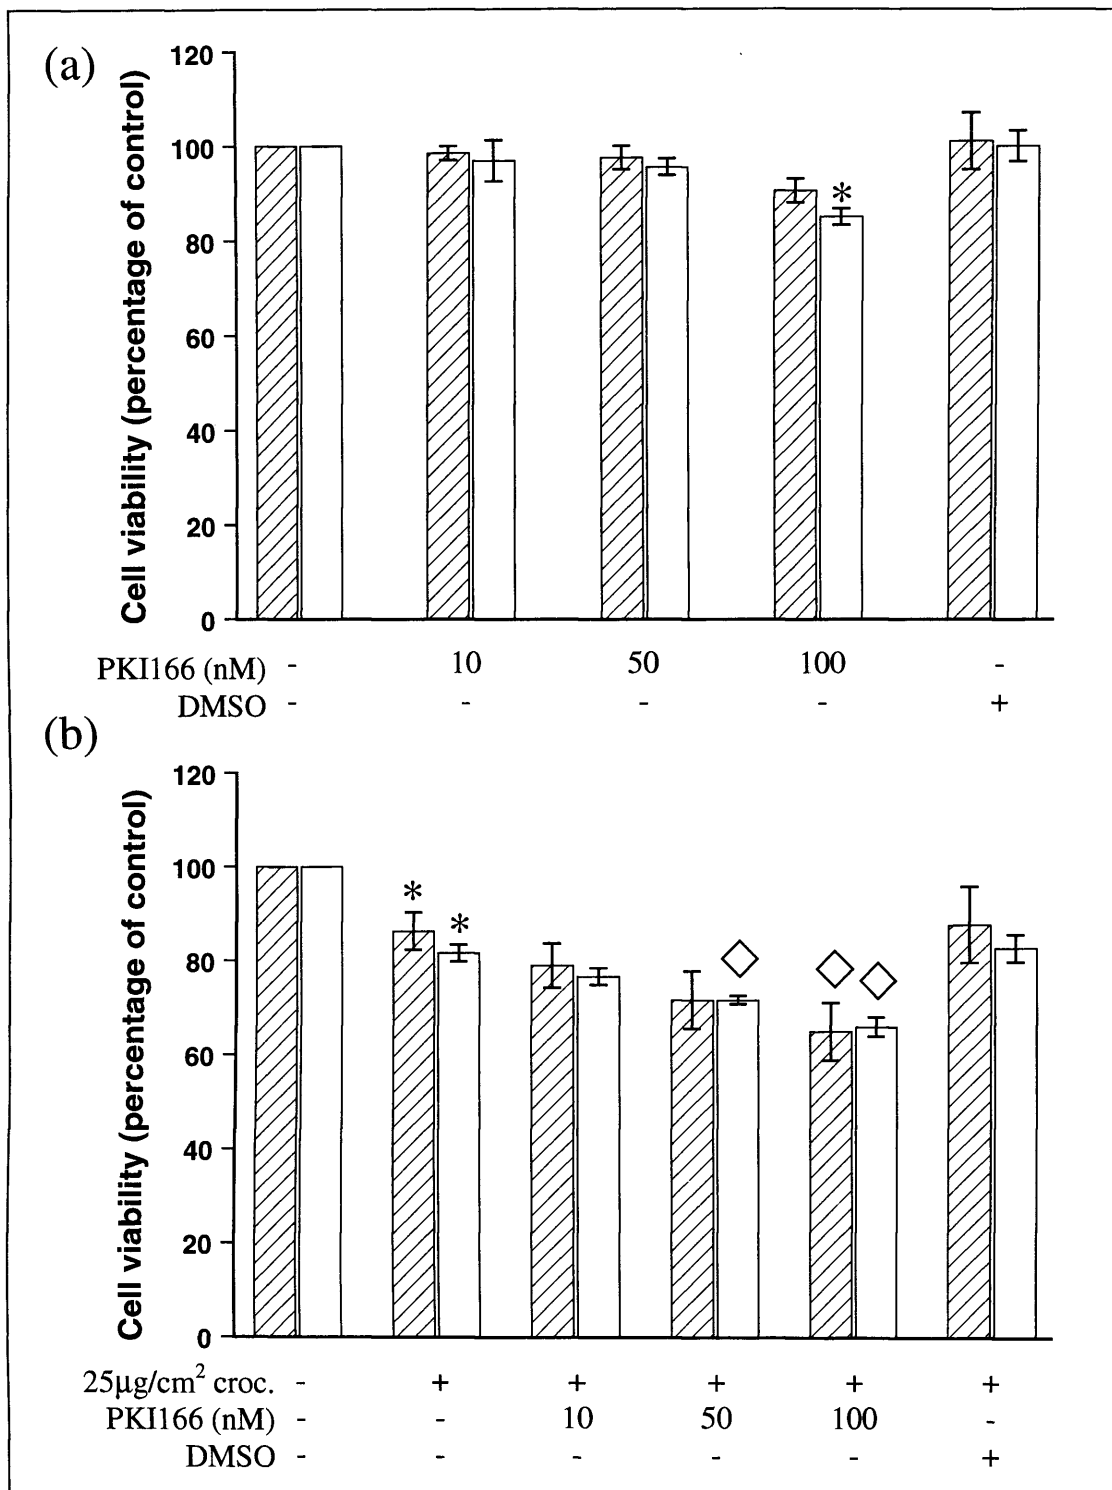 (a)
Cell viability (percentage of control)
120
100
80
60
40
20
0
*
PKI166 (nM) - 10 50 100 -
DMSO - - - - +
(b)
Cell viability (percentage of control)
120
100
80
60
40
20
0
* *
25µg/cm² croc. - + + + + +
PKI166 (nM) - - 10 50 100 -
DMSO - - - - - +